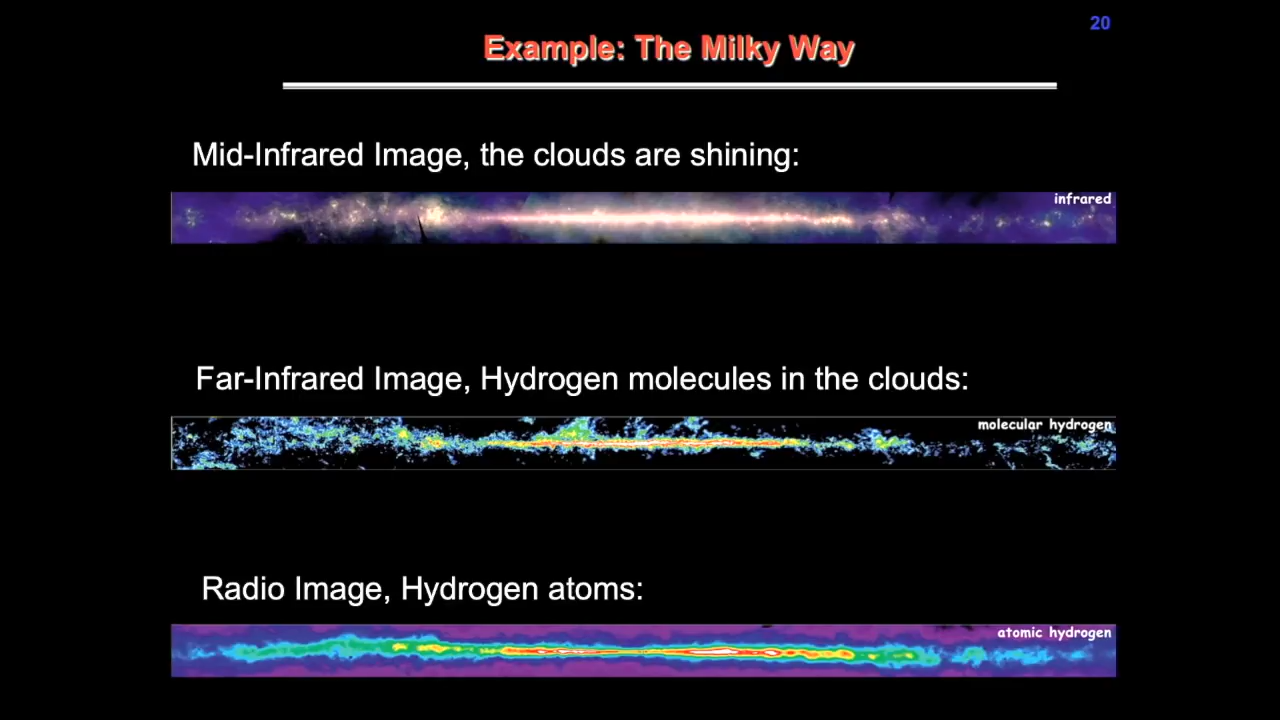 20
Example: The Milky Way
Mid-Infrared Image, the clouds are shining:
infrared
Far-Infrared Image, Hydrogen molecules in the clouds:
molecular hydrogen
Radio Image, Hydrogen atoms:
atomic hydrogen